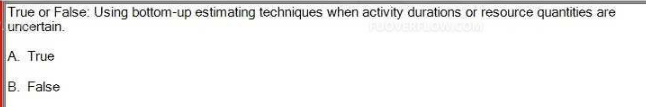 True or False: Using bottom-up estimating techniques when activity durations or resource quantities are
uncertain.
A. True
B. False